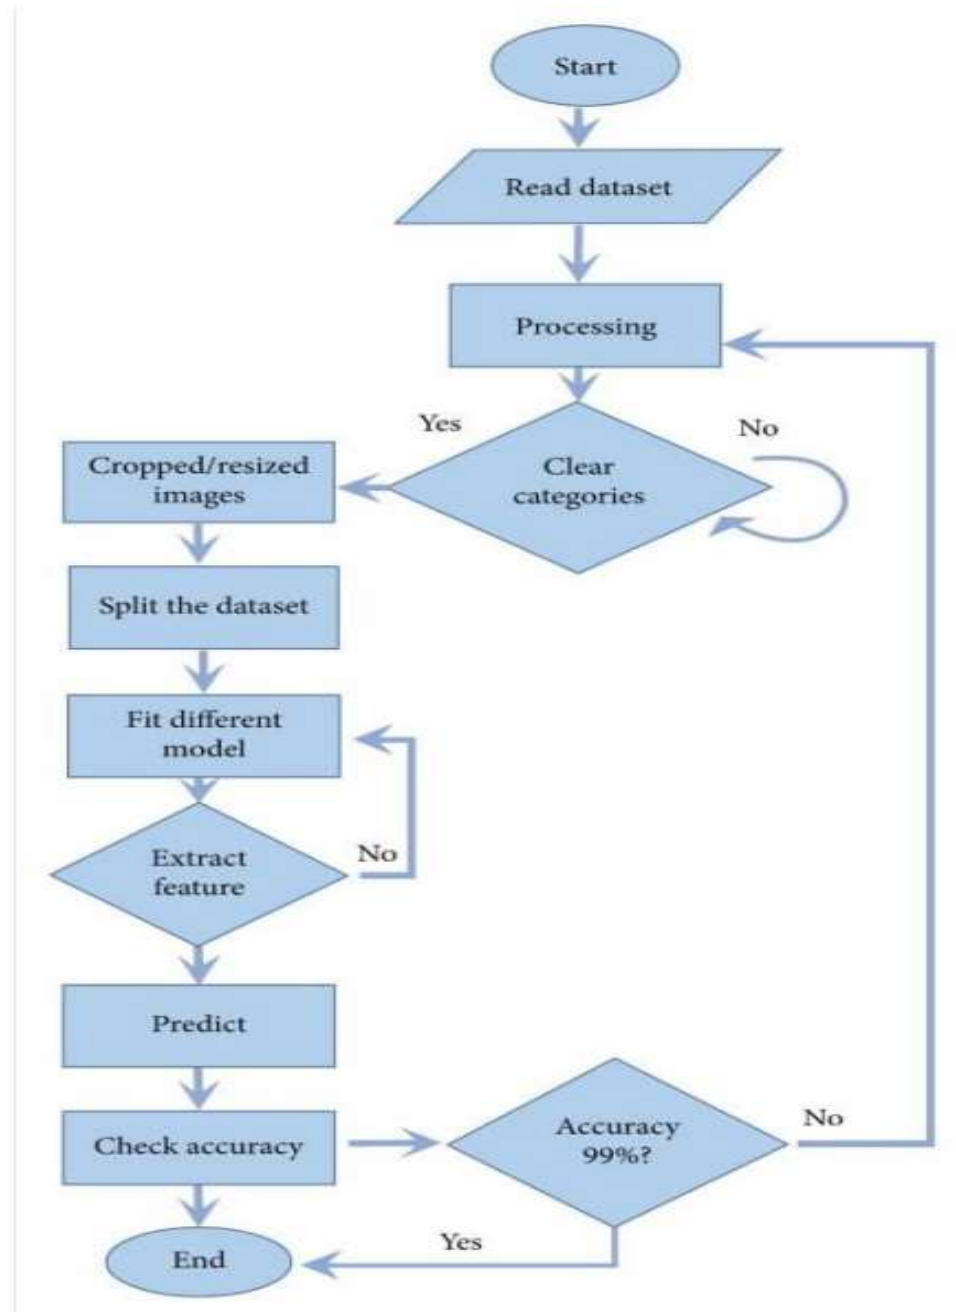 Start
Read dataset
Processing
Yes
No
Clear
categories
Cropped/resized
images
Split the dataset
Fit different
model
Extract
feature
No
Predict
Check accuracy
Accuracy
99%?
No
Yes
End